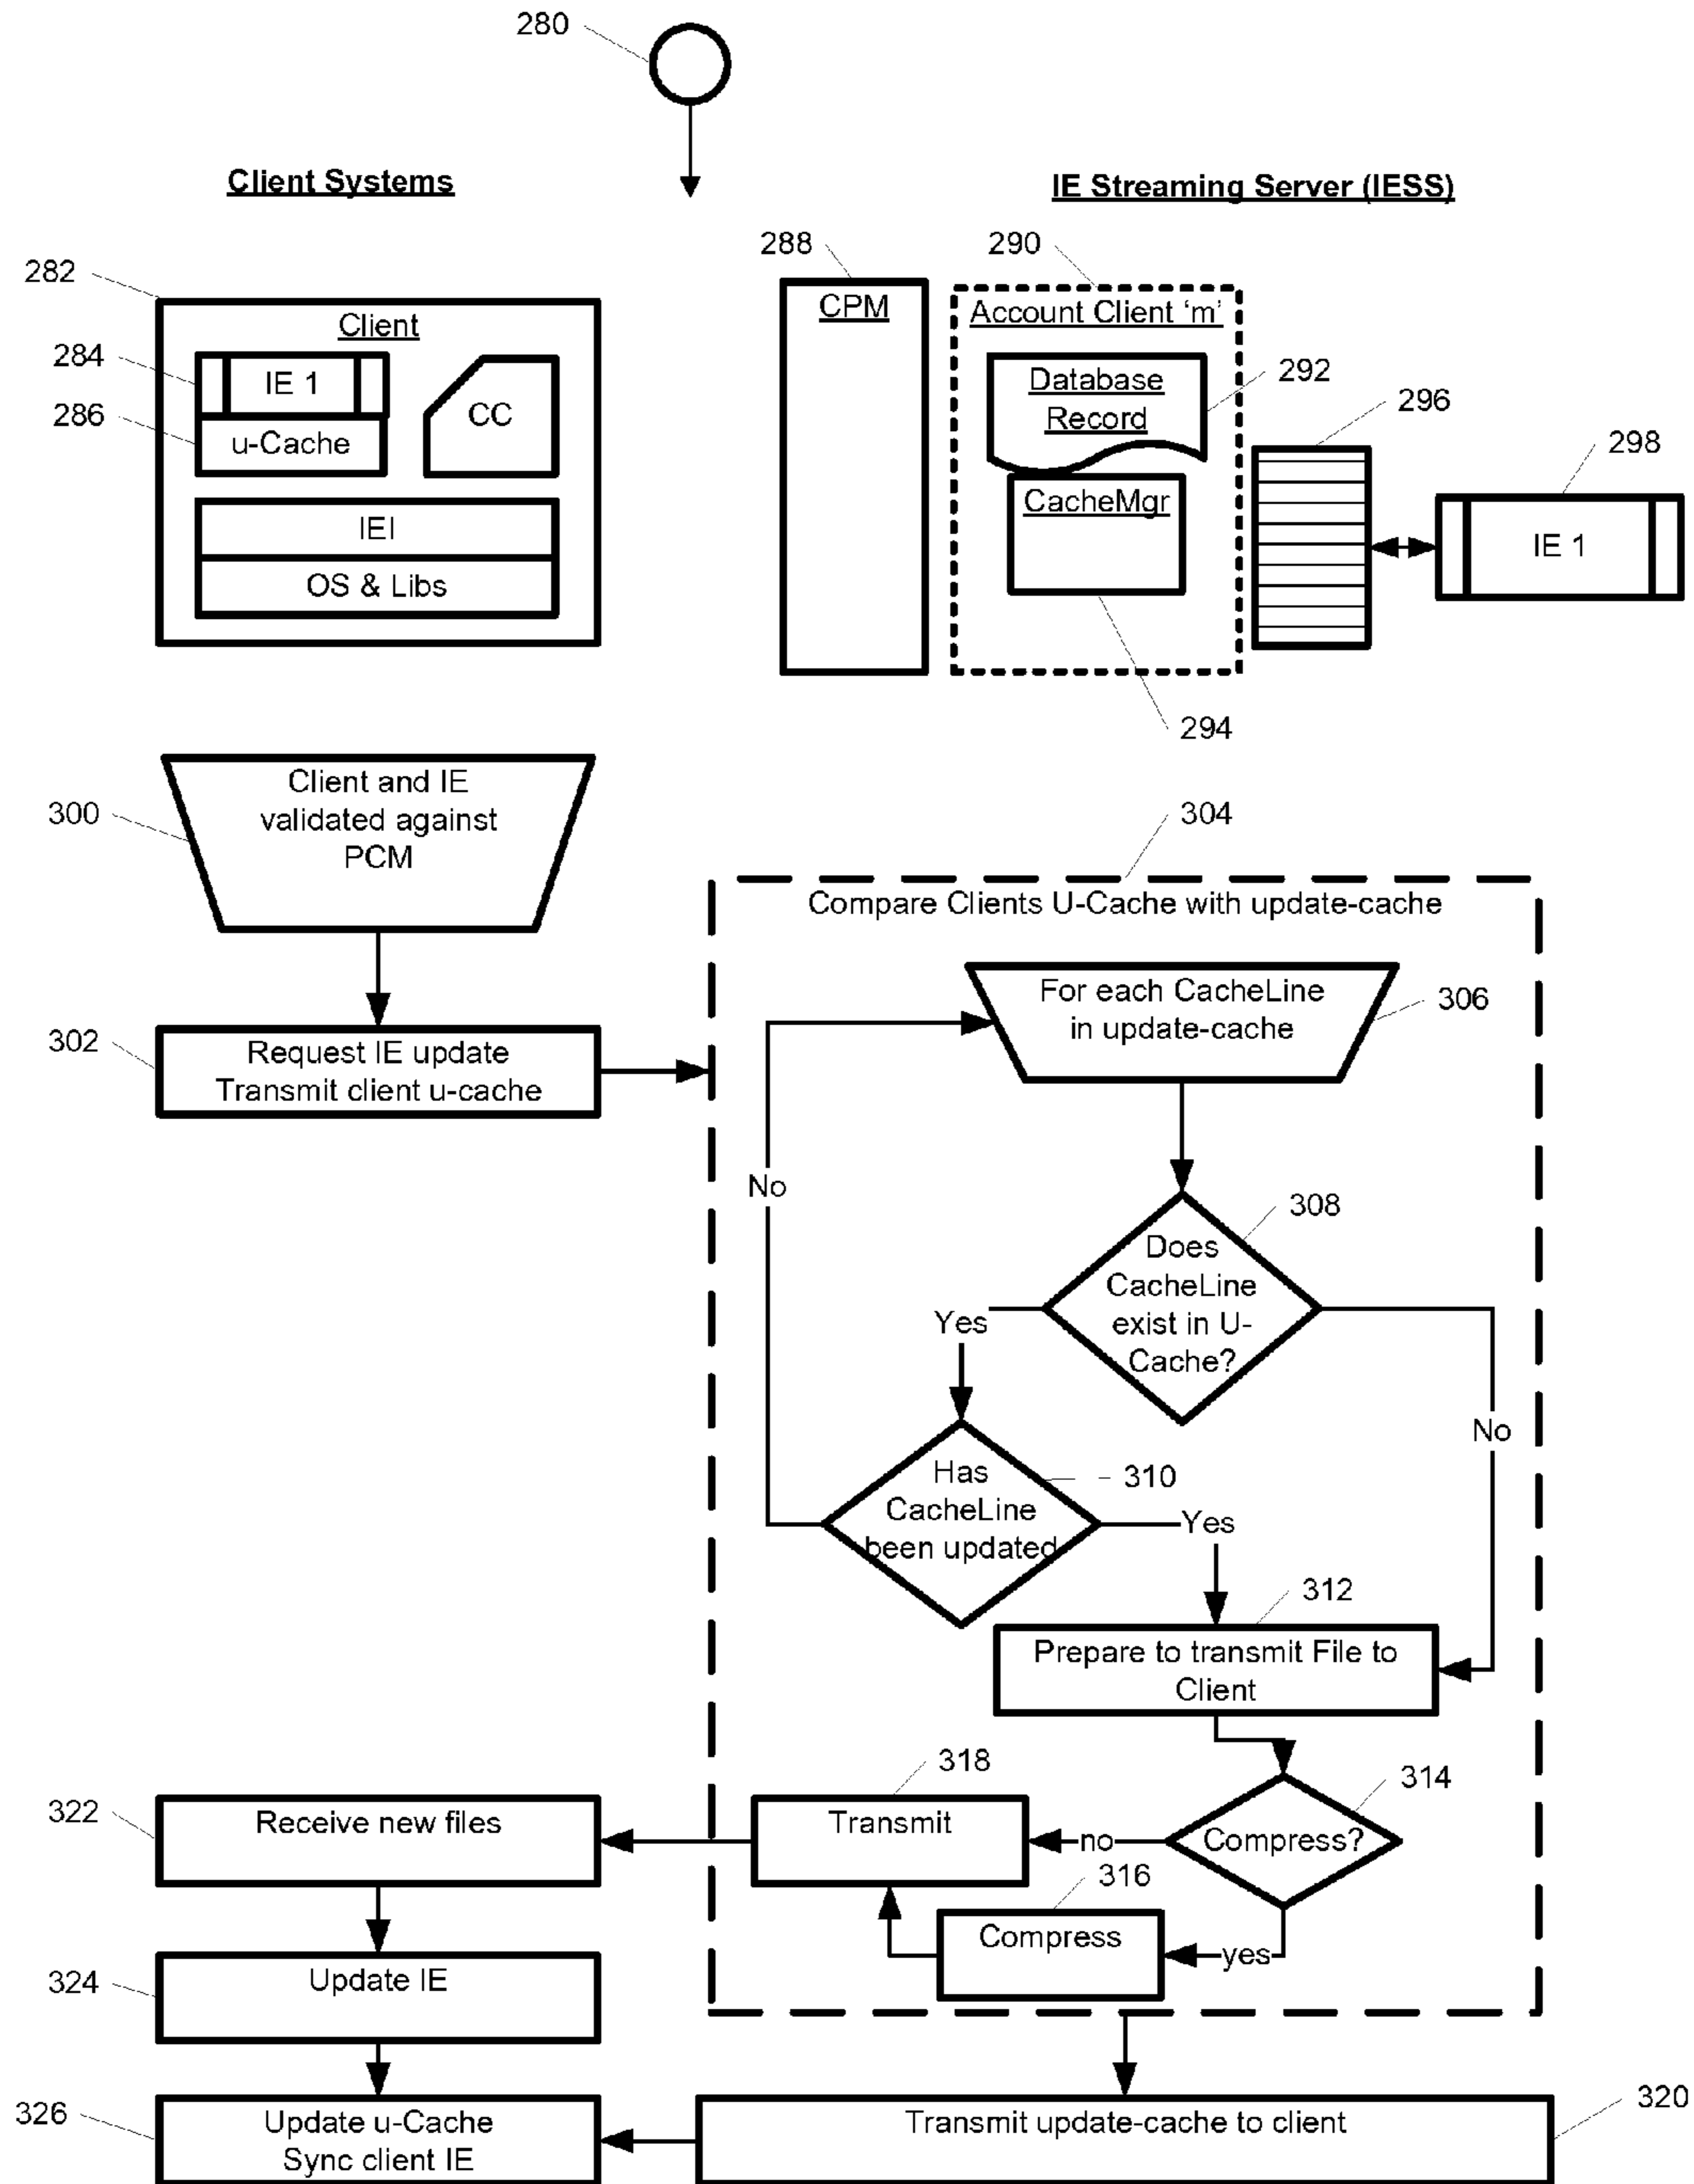 280
Client Systems
IE Streaming Server (IESS)
288
290
282
Client
CPM
Account Client ‘m’
284
IE 1
CC
Database
Record
292
296
286
u-Cache
298
CacheMgr
IEI
IE 1
OS & Libs
294
Client and IE
validated against
PCM
300
304
Compare Clients U-Cache with update-cache
For each CacheLine
in update-cache
306
302
Request IE update
Transmit client u-cache
No
308
Does
CacheLine
exist in U-
Cache?
Yes
No
310
Has
CacheLine
been updated
Yes
312
Prepare to transmit File to
Client
318
314
322
Receive new files
Transmit
no
Compress?
316
Compress
yes
324
Update IE
326
Update u-Cache
Sync client IE
Transmit update-cache to client
320